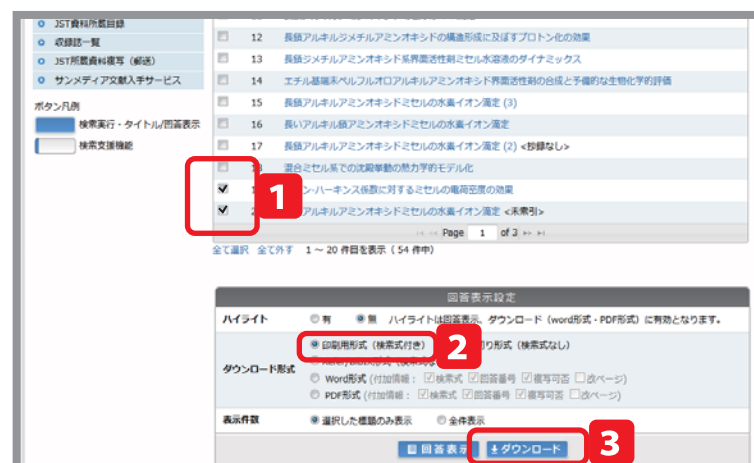 JST資料所蔵目録
収録誌一覧
JST所蔵資料複写(郵送)
サンメディア文献入手サービス
ボタン凡例
検索実行・タイトル/回答表示
検索支援機能
12 長鎖アルキルジメチルアミンオキシドの構造形成に及ぼすプロトン化の効果
13 長鎖ジメチルアルキルアミンオキシド系界面活性剤ミセル水溶液のダイナミックス
14 エチル基端末ペルフルオロアルキルアミンオキシド界面活性剤の合成と予備的な生物化学的評価
15 長鎖アルキルアミンオキシドミセルの水素イオン滴定 (3)
16 長いアルキル鎖アミンオキシドミセルの水素イオン滴定
17 長鎖アルキルアミンオキシドミセルの水素イオン滴定 (2) <抄録なし>
混合ミセル系での沈殿挙動の熱力学的モデル化
1
ン-ハーキンス係数に対するミセルの電荷密度の効果
アルキルアミンオキシドミセルの水素イオン滴定 <未索引>
Page 1 of 3
全て選択 全て外す 1 ~ 20 件目を表示 ( 54 件中)
回答表示設定
ハイライト 有 無 ハイライトは回答表示、ダウンロード(word形式・PDF形式)に有効となります。
ダウンロード形式
印刷用形式(検索式付き) 2 り形式(検索式なし)
Word形式 (付加情報: 検索式 回答番号 複写可否 改ページ)
PDF形式 (付加情報: 検索式 回答番号 複写可否 改ページ)
表示件数 選択した標題のみ表示 全件表示
回答表示 ダウンロード 3